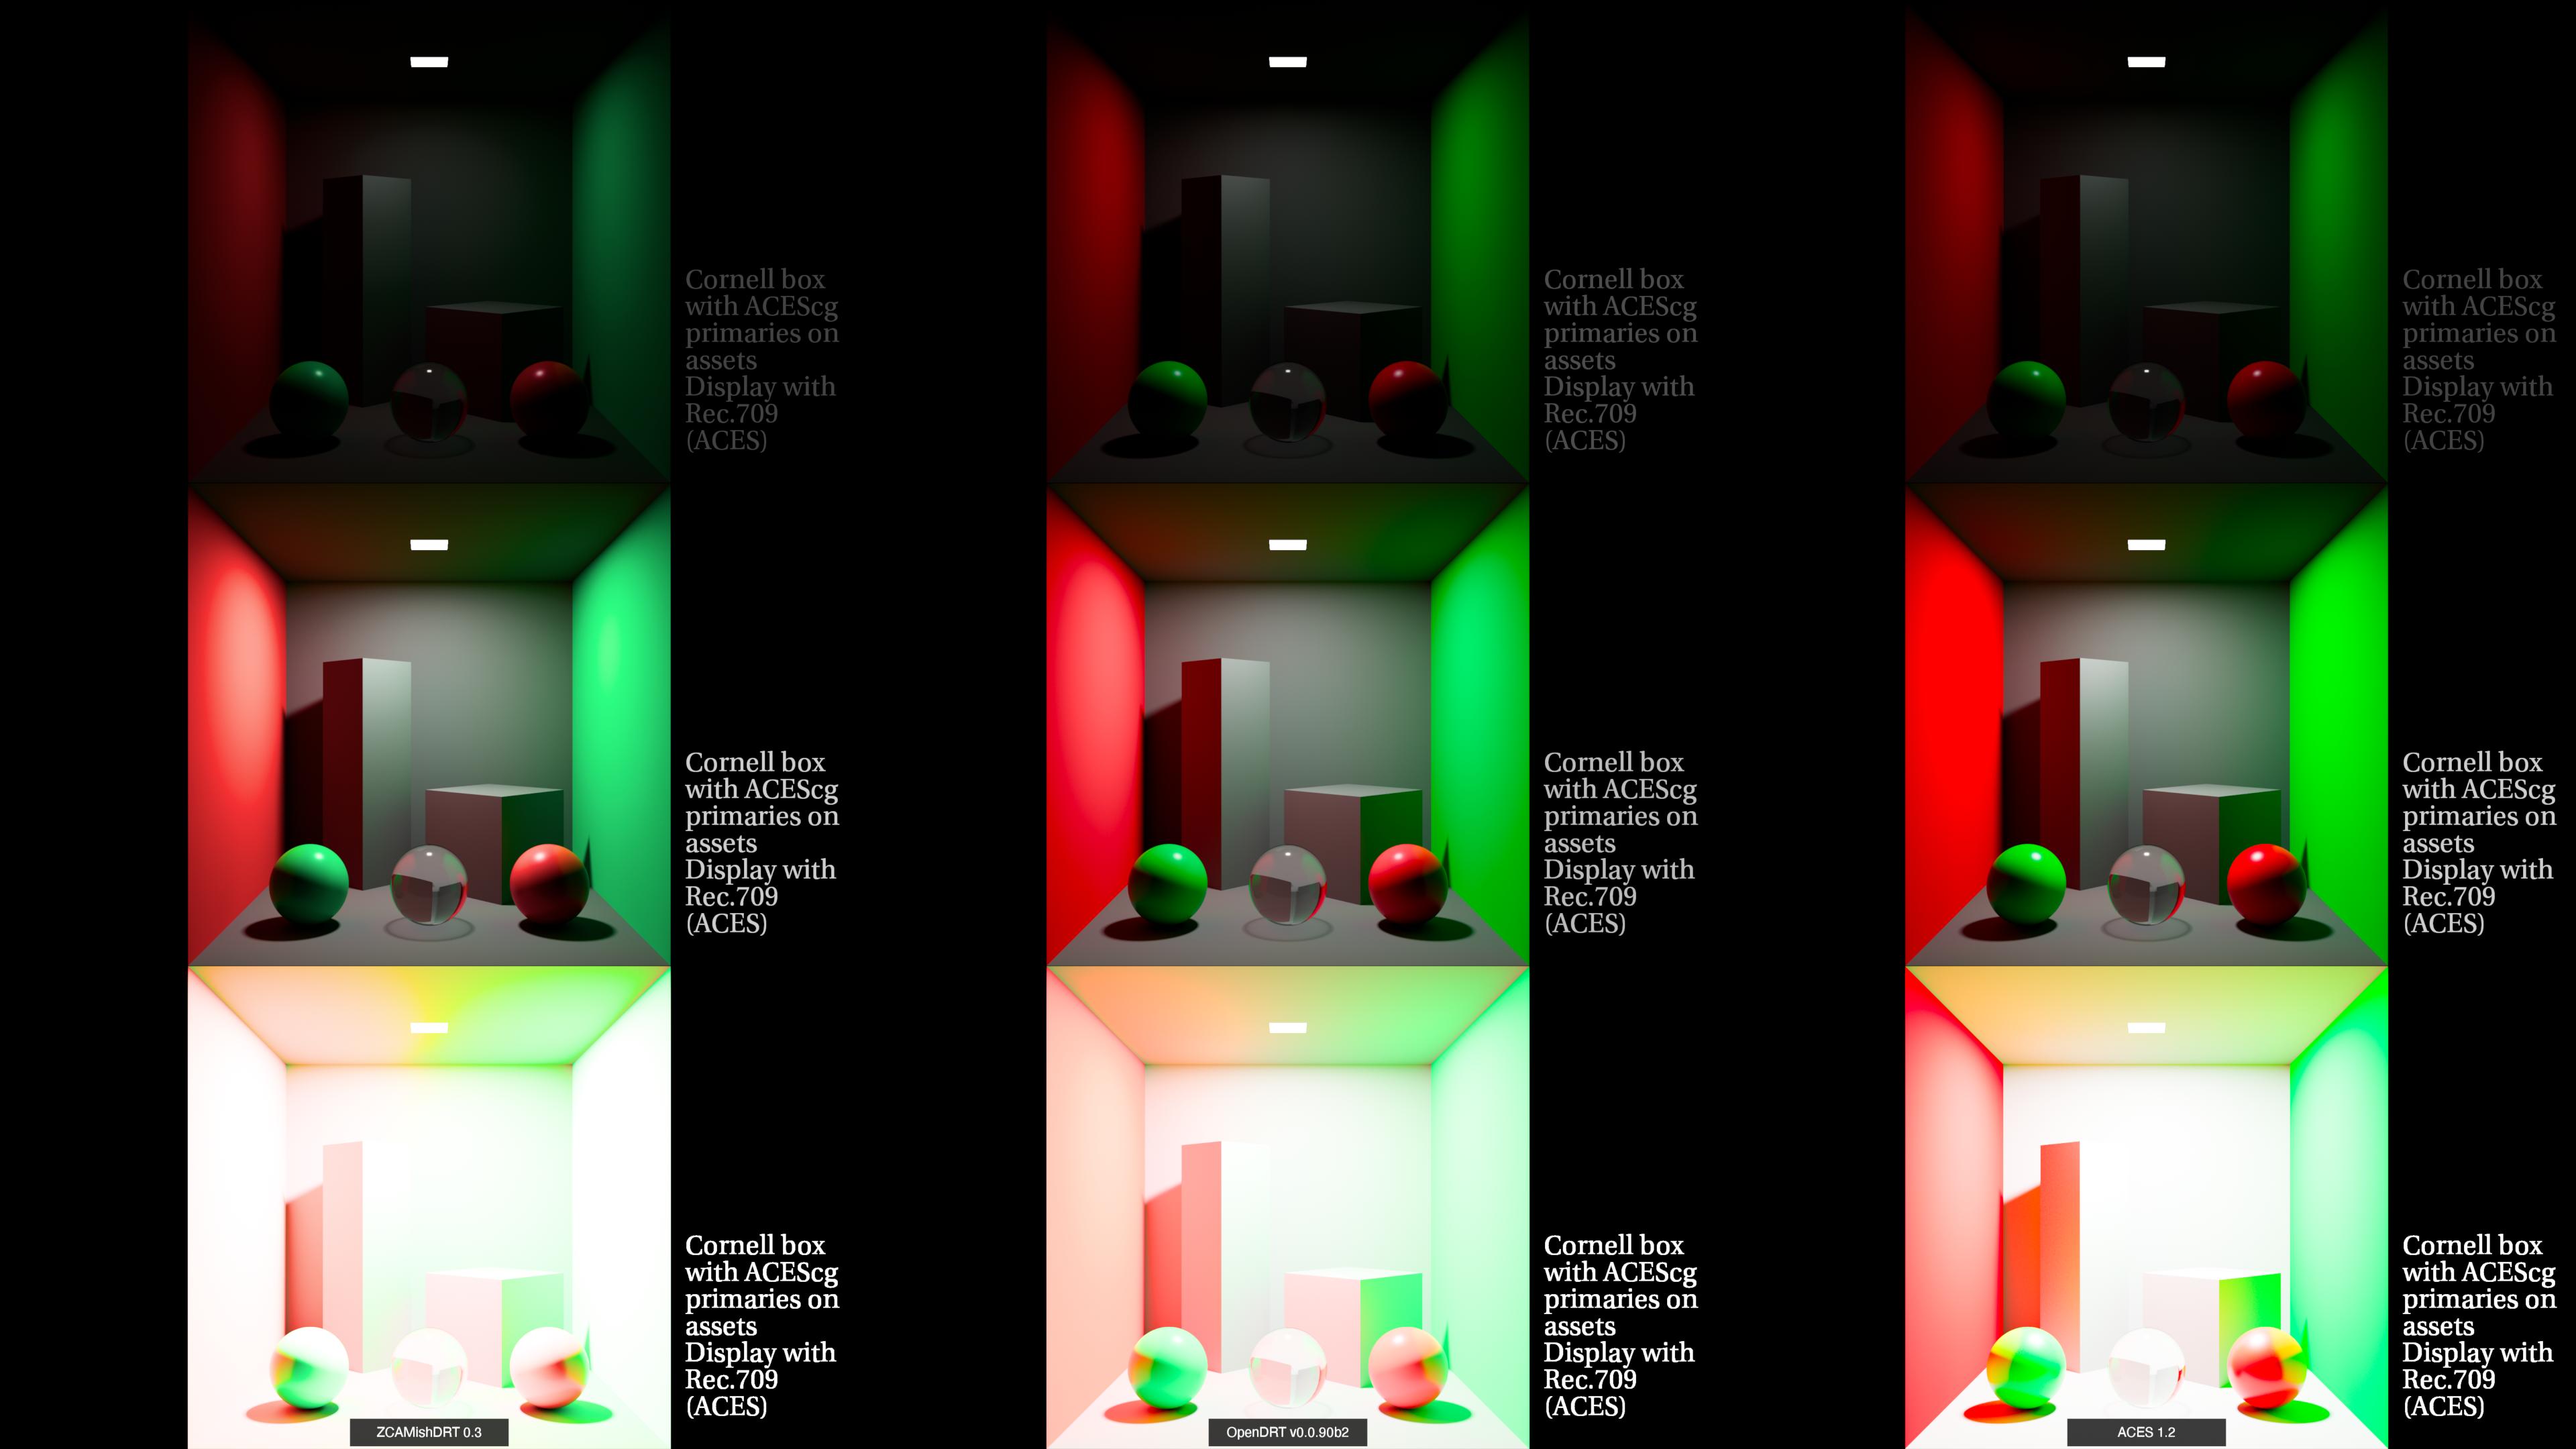 Cornell box
with ACEScg
primaries on
assets
Display with
Rec.709
(ACES)
Cornell box
with ACEScg
primaries on
assets
Display with
Rec.709
(ACES)
Cornell box
with ACEScg
primaries on
assets
Display with
Rec.709
(ACES)
Cornell box
with ACEScg
primaries on
assets
Display with
Rec.709
(ACES)
Cornell box
with ACEScg
primaries on
assets
Display with
Rec.709
(ACES)
Cornell box
with ACEScg
primaries on
assets
Display with
Rec.709
(ACES)
Cornell box
with ACEScg
primaries on
assets
Display with
Rec.709
(ACES)
Cornell box
with ACEScg
primaries on
assets
Display with
Rec.709
(ACES)
Cornell box
with ACEScg
primaries on
assets
Display with
Rec.709
(ACES)
ZCAMishDRT 0.3
OpenDRT v0.0.90b2
ACES 1.2